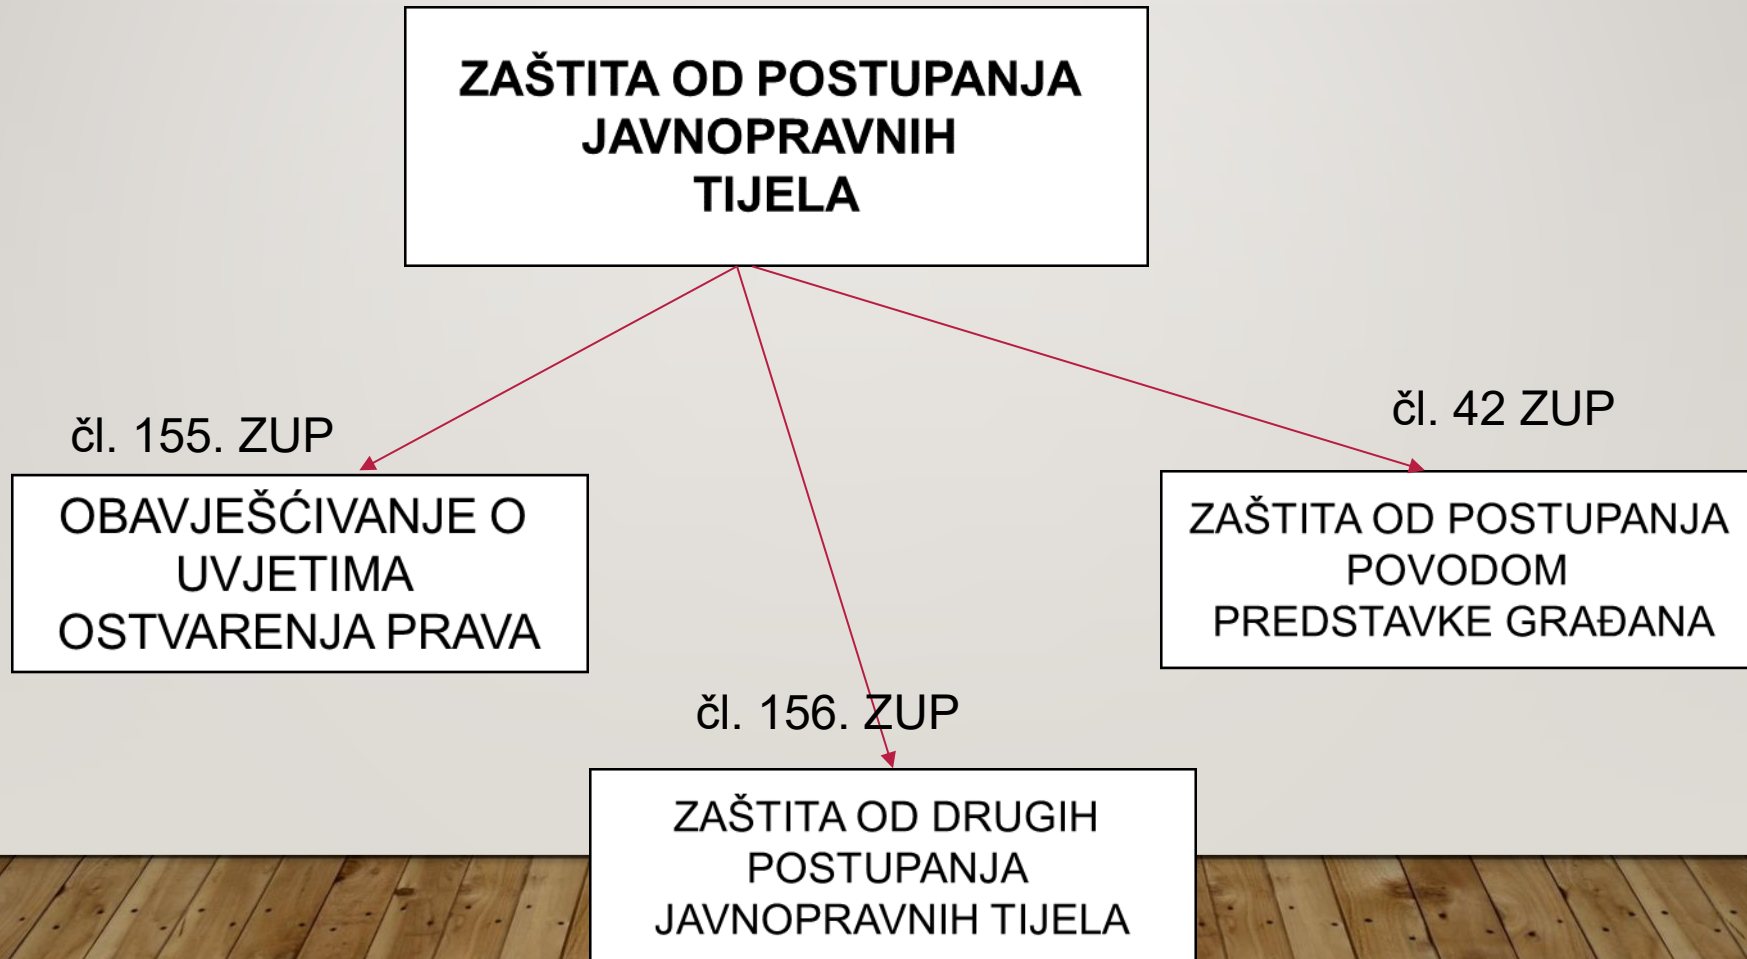 ZAŠTITA OD POSTUPANJA
JAVNOPRAVNIH
TIJELA
čl. 155. ZUP
OBAVJEŠĆIVANJE O
UVJETIMA
OSTVARENJA PRAVA
čl. 42 ZUP
ZAŠTITA OD POSTUPANJA
POVODOM
PREDSTAVKE GRAĐANA
čl. 156. ZUP
ZAŠTITA OD DRUGIH
POSTUPANJA
JAVNOPRAVNIH TIJELA